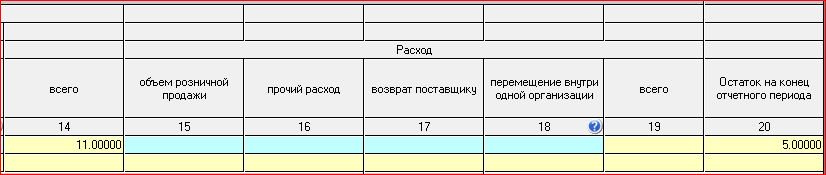 Расход
всего
объем розничной
продажи
прочий расход
возврат поставщику
перемещение внутри
одной организации
всего
Остаток на конец
отчетного периода
14
15
16
17
18
?
19
20
11.00000
5.00000